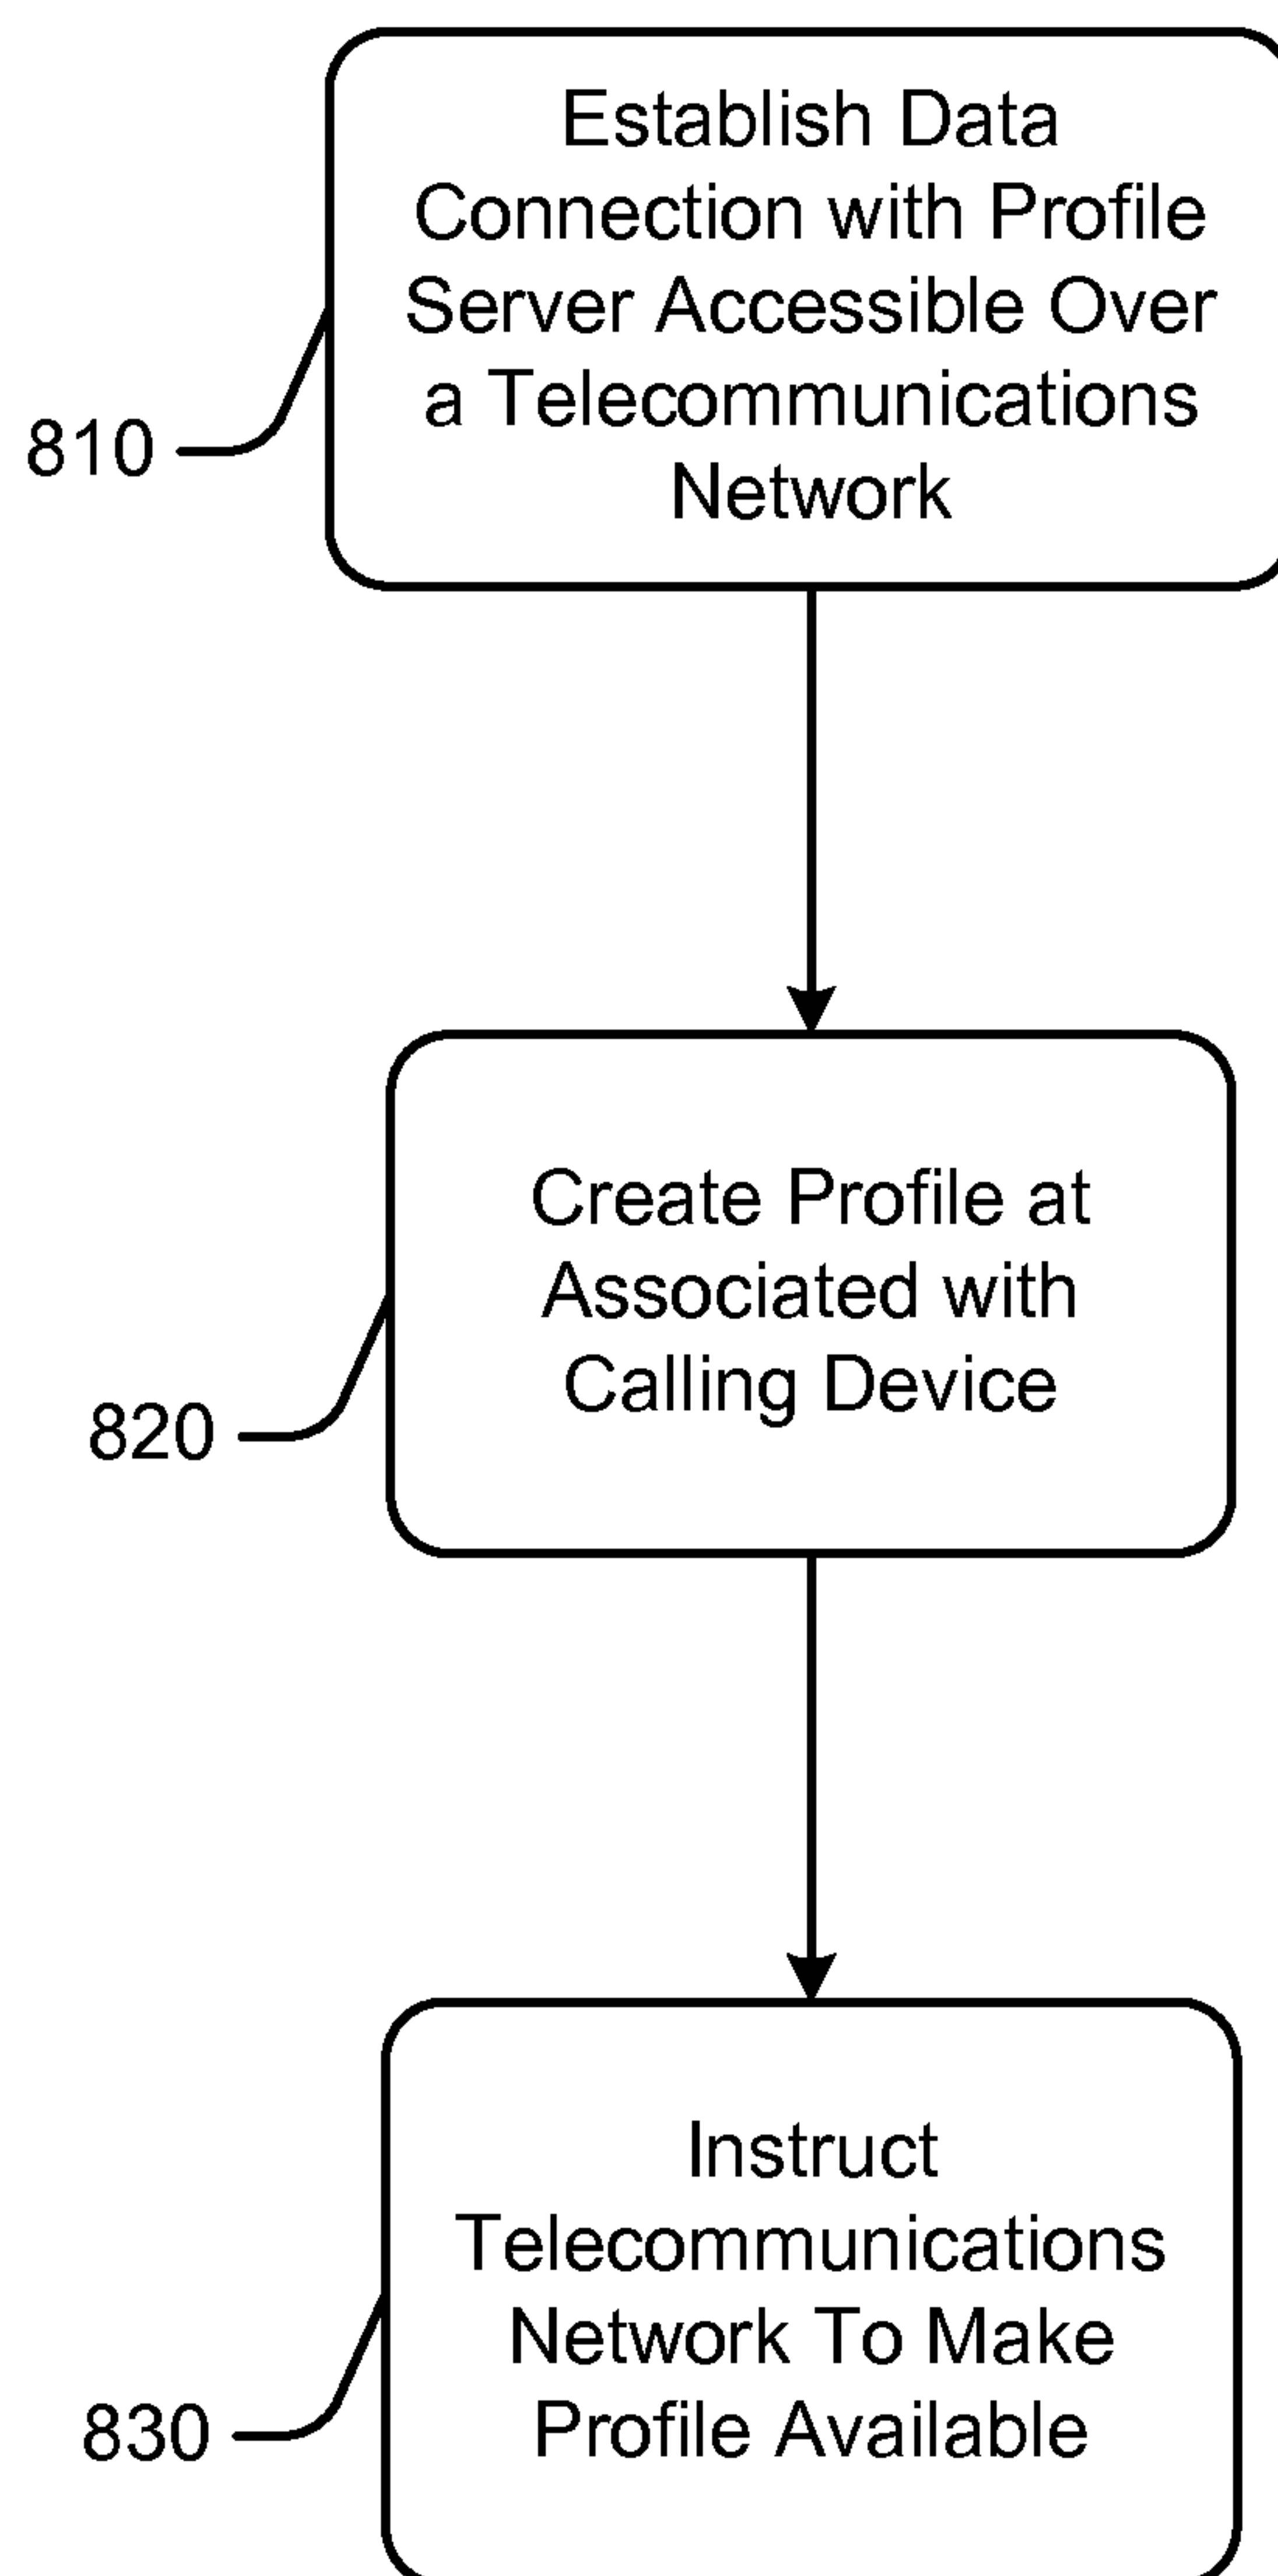 Establish Data
Connection with Profile
Server Accessible Over
a Telecommunications
Network
810
Create Profile at
Associated with
Calling Device
820
Instruct
Telecommunications
Network To Make
Profile Available
830